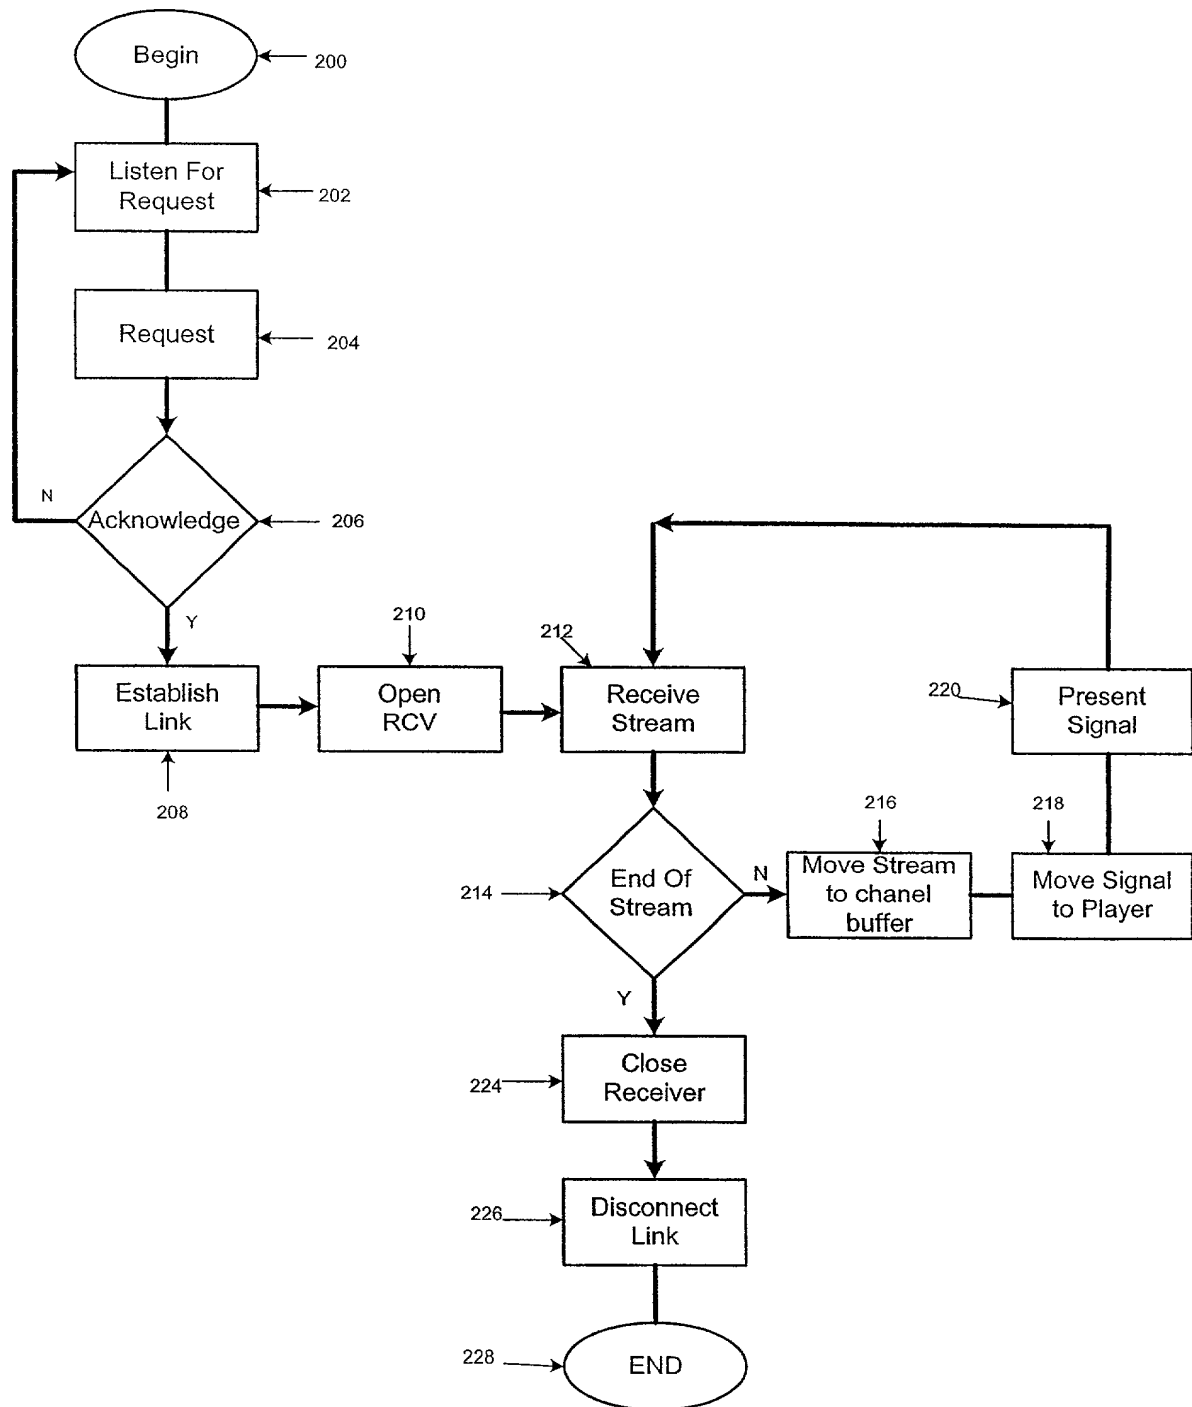 Begin
200
Listen For
Request
202
Request
204
N
Acknowledge
206
Y
Establish
Link
208
210
Open
RCV
212
Receive
Stream
220
Present
Signal
214
End Of
Stream
N
216
Move Stream
to chanel
buffer
218
Move Signal
to Player
Y
224
Close
Receiver
226
Disconnect
Link
228
END